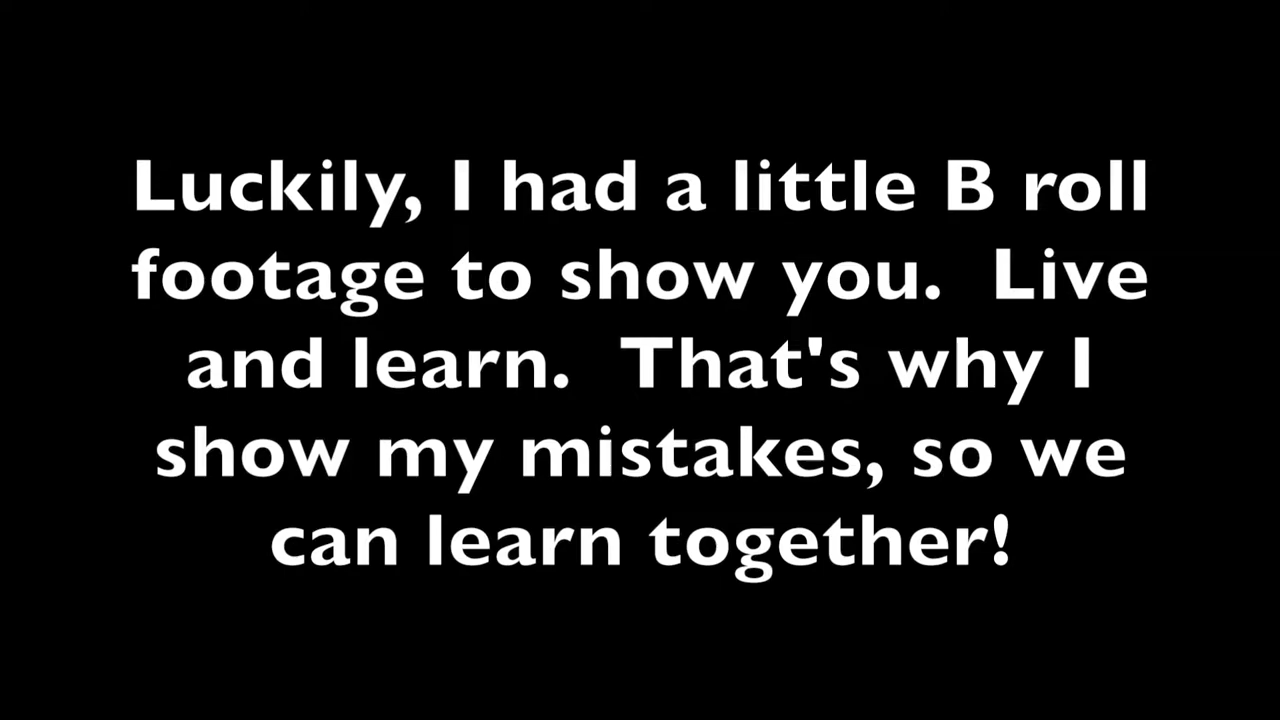 Luckily, I had a little B roll
footage to show you.  Live
and learn.  That's why I
show my mistakes, so we
can learn together!